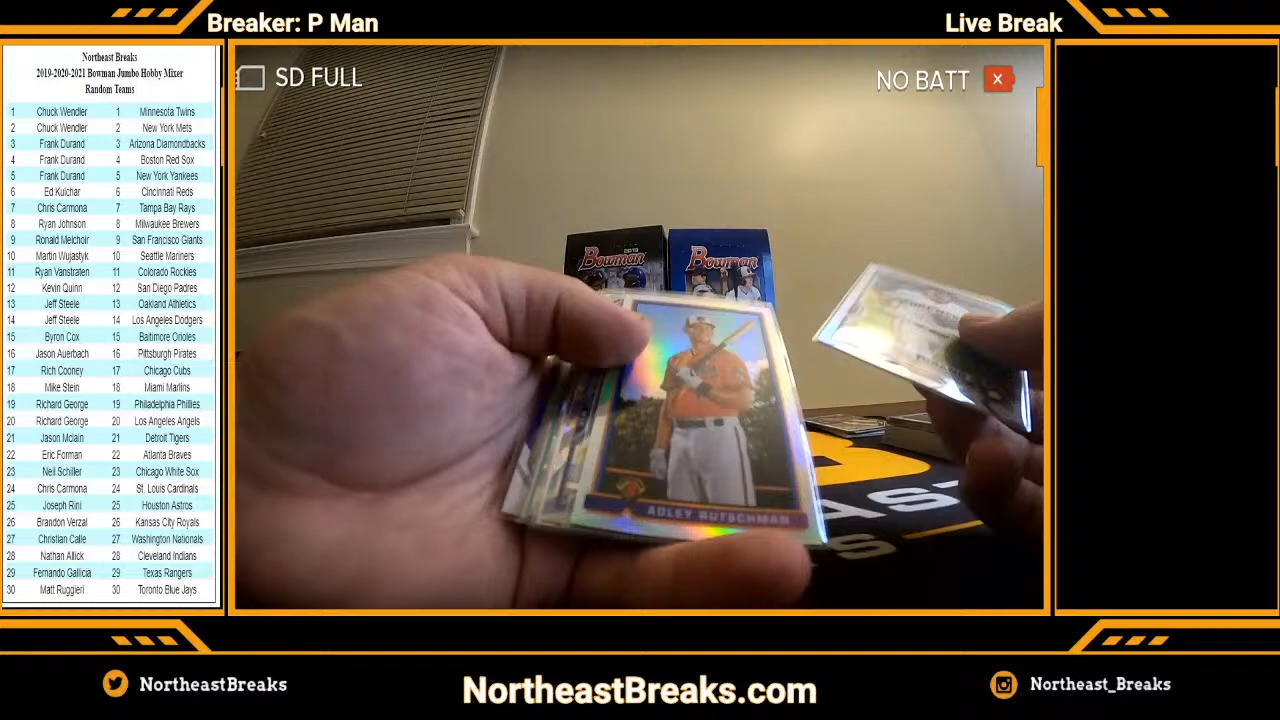 Breaker: P Man
Live Break
Northeast Breaks
2019-2020-2021 Bowman Jumbo Hobby Mixer
Random Teams
1 Chuck Wendler 1 Minnesota Twins
2 Chuck Wendler 2 New York Mets
3 Frank Durand 3 Arizona Diamondbacks
4 Frank Durand 4 Boston Red Sox
5 Frank Durand 5 New York Yankees
6 Ed Kulchar 6 Cincinnati Reds
7 Chris Carmona 7 Tampa Bay Rays
8 Ryan Johnson 8 Milwaukee Brewers
9 Ronald Melchoir 9 San Francisco Giants
10 Martin Wujastyk 10 Seattle Mariners
11 Ryan Vanstraten 11 Colorado Rockies
12 Kevin Quinn 12 San Diego Padres
13 Jeff Steele 13 Oakland Athletics
14 Jeff Steele 14 Los Angeles Dodgers
15 Byron Cox 15 Baltimore Orioles
16 Jason Auerbach 16 Pittsburgh Pirates
17 Rich Cooney 17 Chicago Cubs
18 Mike Stein 18 Miami Marlins
19 Richard George 19 Philadelphia Phillies
20 Richard George 20 Los Angeles Angels
21 Jason Mclain 21 Detroit Tigers
22 Eric Forman 22 Atlanta Braves
23 Neil Schiller 23 Chicago White Sox
24 Chris Carmona 24 St. Louis Cardinals
25 Joseph Rini 25 Houston Astros
26 Brandon Verzal 26 Kansas City Royals
27 Christian Calle 27 Washington Nationals
28 Nathan Allick 28 Cleveland Indians
29 Fernando Gallicia 29 Texas Rangers
30 Matt Ruggieri 30 Toronto Blue Jays
SD FULL
NO BATT
Bowman
Bowman
ADLEY RUTSCHMAN
NortheastBreaks
NortheastBreaks.com
Northeast_Breaks